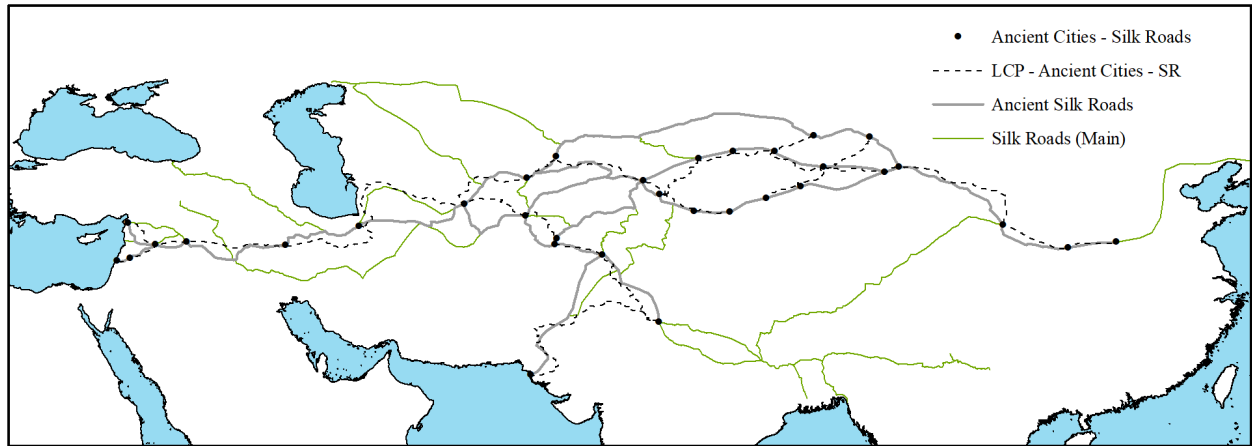 Ancient Cities - Silk Roads
LCP - Ancient Cities - SR
Ancient Silk Roads
Silk Roads (Main)